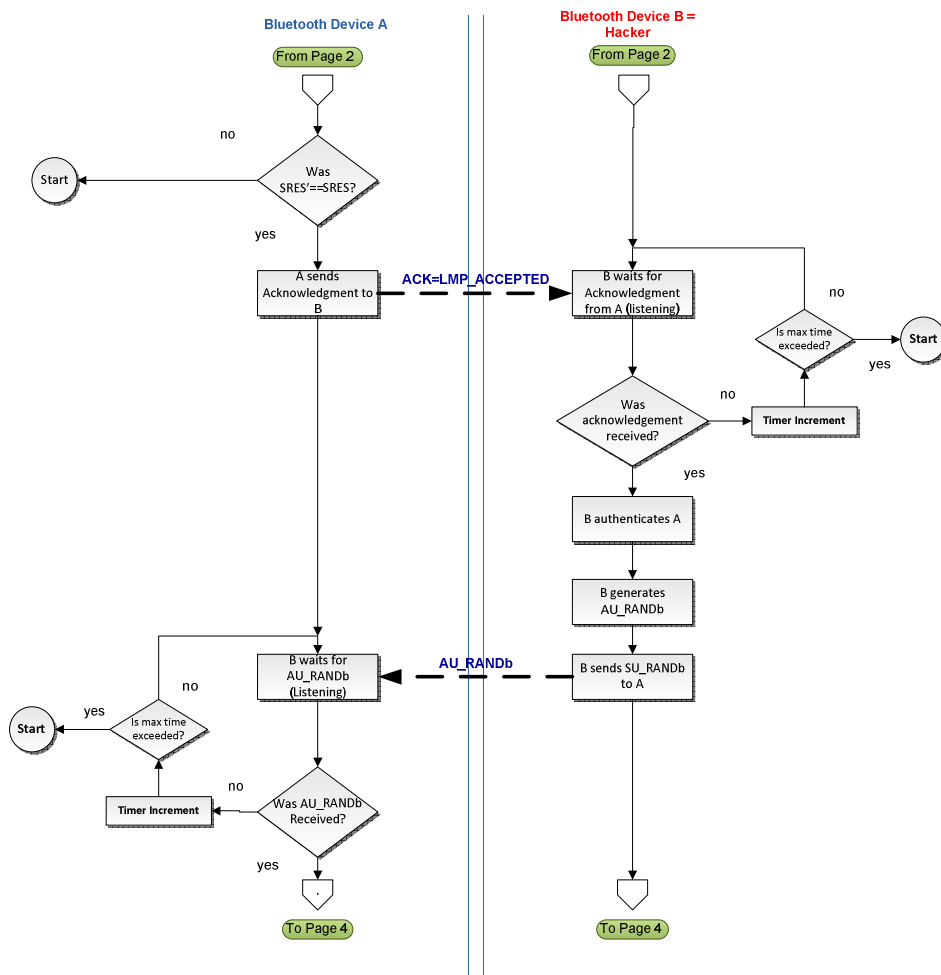 Bluetooth Device A
Bluetooth Device B =
Hacker
From Page 2
From Page 2
no
Was
SRES'==SRES?
Start
yes
A sends
Acknowledgment to
B
ACK=LMP_ACCEPTED
B waits for
Acknowledgment
from A (listening)
no
Is max time
exceeded?
Start
yes
Was
acknowledgement
received?
no
Timer Increment
yes
B authenticates A
B generates
AU_RANDb
B waits for
AU_RANDb
(Listening)
AU_RANDb
B sends SU_RANDb
to A
no
yes
Start
Is max time
exceeded?
no
Timer Increment
Was AU_RANDb
Received?
yes
.
To Page 4
To Page 4